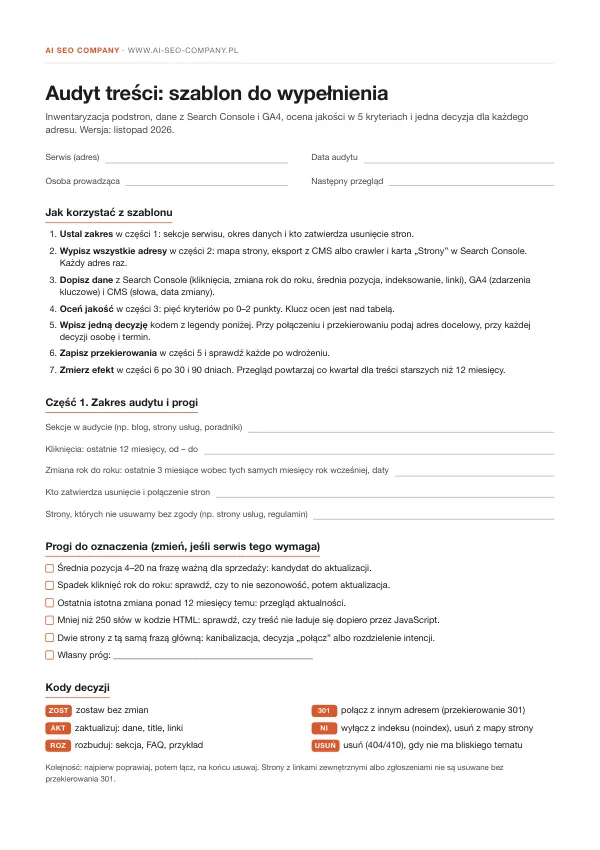 AI SEO COMPANY · WWW.AI-SEO-COMPANY.PL
Audyt treści: szablon do wypełnienia
Inwentaryzacja podstron, dane z Search Console i GA4, ocena jakości w 5 kryteriach i jedna decyzja dla każdego
adresu. Wersja: listopad 2026.
Serwis (adres)
Data audytu
Osoba prowadząca
Następny przegląd
Jak korzystać z szablonu
1. Ustal zakres w części 1: sekcje serwisu, okres danych i kto zatwierdza usunięcie stron.
2. Wypisz wszystkie adresy w części 2: mapa strony, eksport z CMS albo crawler i karta „Strony” w Search Console.
Każdy adres raz.
3. Dopisz dane z Search Console (kliknięcia, zmiana rok do roku, średnia pozycja, indeksowanie, linki), GA4 (zdarzenia
kluczowe) i CMS (słowa, data zmiany).
4. Oceń jakość w części 3: pięć kryteriów po 0–2 punkty. Klucz ocen jest nad tabelą.
5. Wpisz jedną decyzję kodem z legendy poniżej. Przy połączeniu i przekierowaniu podaj adres docelowy, przy każdej
decyzji osobę i termin.
6. Zapisz przekierowania w części 5 i sprawdź każde po wdrożeniu.
7. Zmierz efekt w części 6 po 30 i 90 dniach. Przegląd powtarzaj co kwartał dla treści starszych niż 12 miesięcy.
Część 1. Zakres audytu i progi
Sekcje w audycie (np. blog, strony usług, poradniki)
Kliknięcia: ostatnie 12 miesięcy, od – do
Zmiana rok do roku: ostatnie 3 miesiące wobec tych samych miesięcy rok wcześniej, daty
Kto zatwierdza usunięcie i połączenie stron
Strony, których nie usuwamy bez zgody (np. strony usług, regulamin)
Progi do oznaczenia (zmień, jeśli serwis tego wymaga)
Średnia pozycja 4–20 na frazę ważną dla sprzedaży: kandydat do aktualizacji.
Spadek kliknięć rok do roku: sprawdź, czy to nie sezonowość, potem aktualizacja.
Ostatnia istotna zmiana ponad 12 miesięcy temu: przegląd aktualności.
Mniej niż 250 słów w kodzie HTML: sprawdź, czy treść nie ładuje się dopiero przez JavaScript.
Dwie strony z tą samą frazą główną: kanibalizacja, decyzja „połącz” albo rozdzielenie intencji.
Własny próg:
Kody decyzji
ZOST zostaw bez zmian
301 połącz z innym adresem (przekierowanie 301)
AKT zaktualizuj: dane, title, linki
NI wyłącz z indeksu (noindex), usuń z mapy strony
ROZ rozbuduj: sekcja, FAQ, przykład
USUŃ usuń (404/410), gdy nie ma bliskiego tematu
Kolejność: najpierw poprawiaj, potem łącz, na końcu usuwaj. Strony z linkami zewnętrznymi albo zgłoszeniami nie są usuwane bez
przekierowania 301.